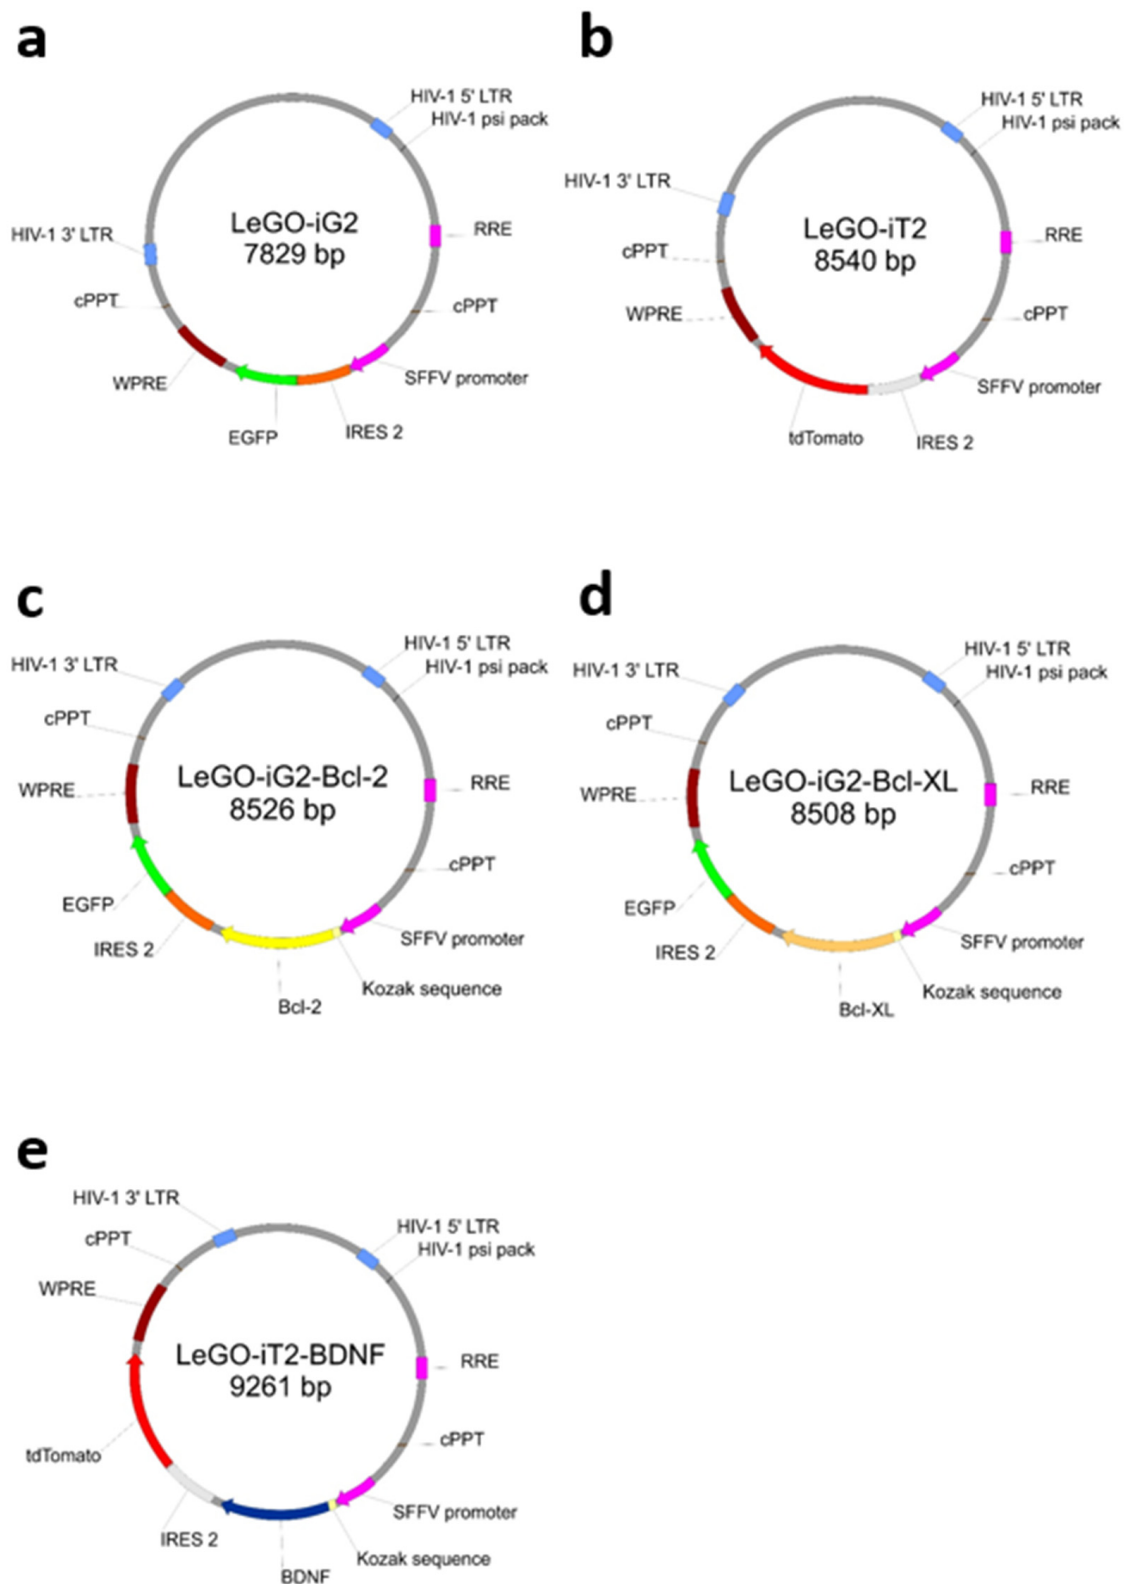 a
HIV-1 5' LTR
HIV-1 psi pack
HIV-1 3' LTR
LeGO-iG2
7829 bp
RRE
cPPT
cPPT
WPRE
SFFV promoter
EGFP
IRES 2
b
HIV-1 5' LTR
HIV-1 psi pack
HIV-1 3' LTR
LeGO-iT2
8540 bp
RRE
cPPT
WPRE
cPPT
SFFV promoter
tdTomato
IRES 2
c
HIV-1 5' LTR
HIV-1 3' LTR
HIV-1 psi pack
cPPT
LeGO-iG2-Bcl-2
8526 bp
RRE
WPRE
cPPT
EGFP
SFFV promoter
IRES 2
Kozak sequence
Bcl-2
d
HIV-1 5' LTR
HIV-1 3' LTR
HIV-1 psi pack
cPPT
LeGO-iG2-Bcl-XL
8508 bp
RRE
WPRE
cPPT
EGFP
SFFV promoter
IRES 2
Kozak sequence
Bcl-XL
e
HIV-1 3' LTR
HIV-1 5' LTR
cPPT
HIV-1 psi pack
WPRE
LeGO-iT2-BDNF
9261 bp
RRE
cPPT
tdTomato
SFFV promoter
IRES 2
Kozak sequence
BDNF